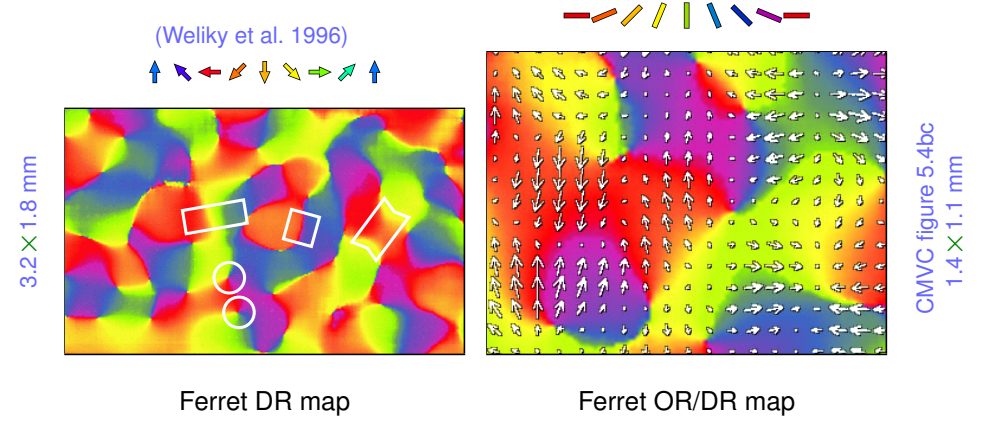 (Weliky et al. 1996)
3.2 × 1.8 mm
CMVC figure 5.4bc
1.4 × 1.1 mm
Ferret DR map
Ferret OR/DR map